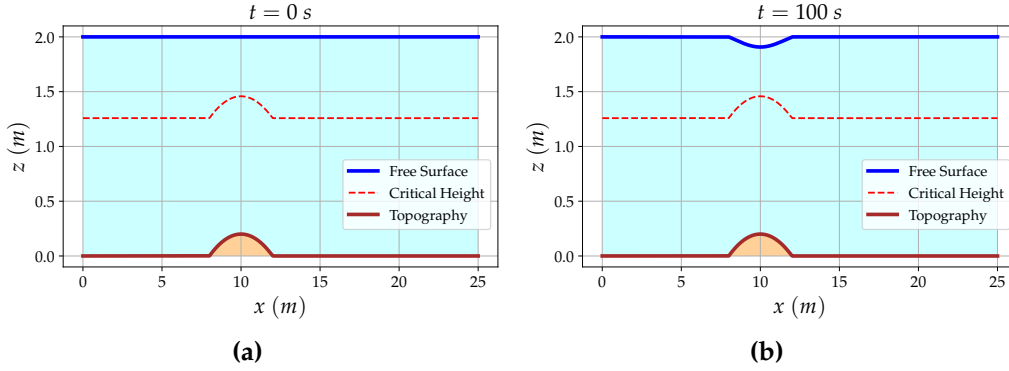 t = 0 s
z (m)
2.0
1.5
1.0
0.5
0.0
Free Surface
Critical Height
Topography
0 5 10 15 20 25
x (m)
(a)
t = 100 s
z (m)
2.0
1.5
1.0
0.5
0.0
Free Surface
Critical Height
Topography
0 5 10 15 20 25
x (m)
(b)